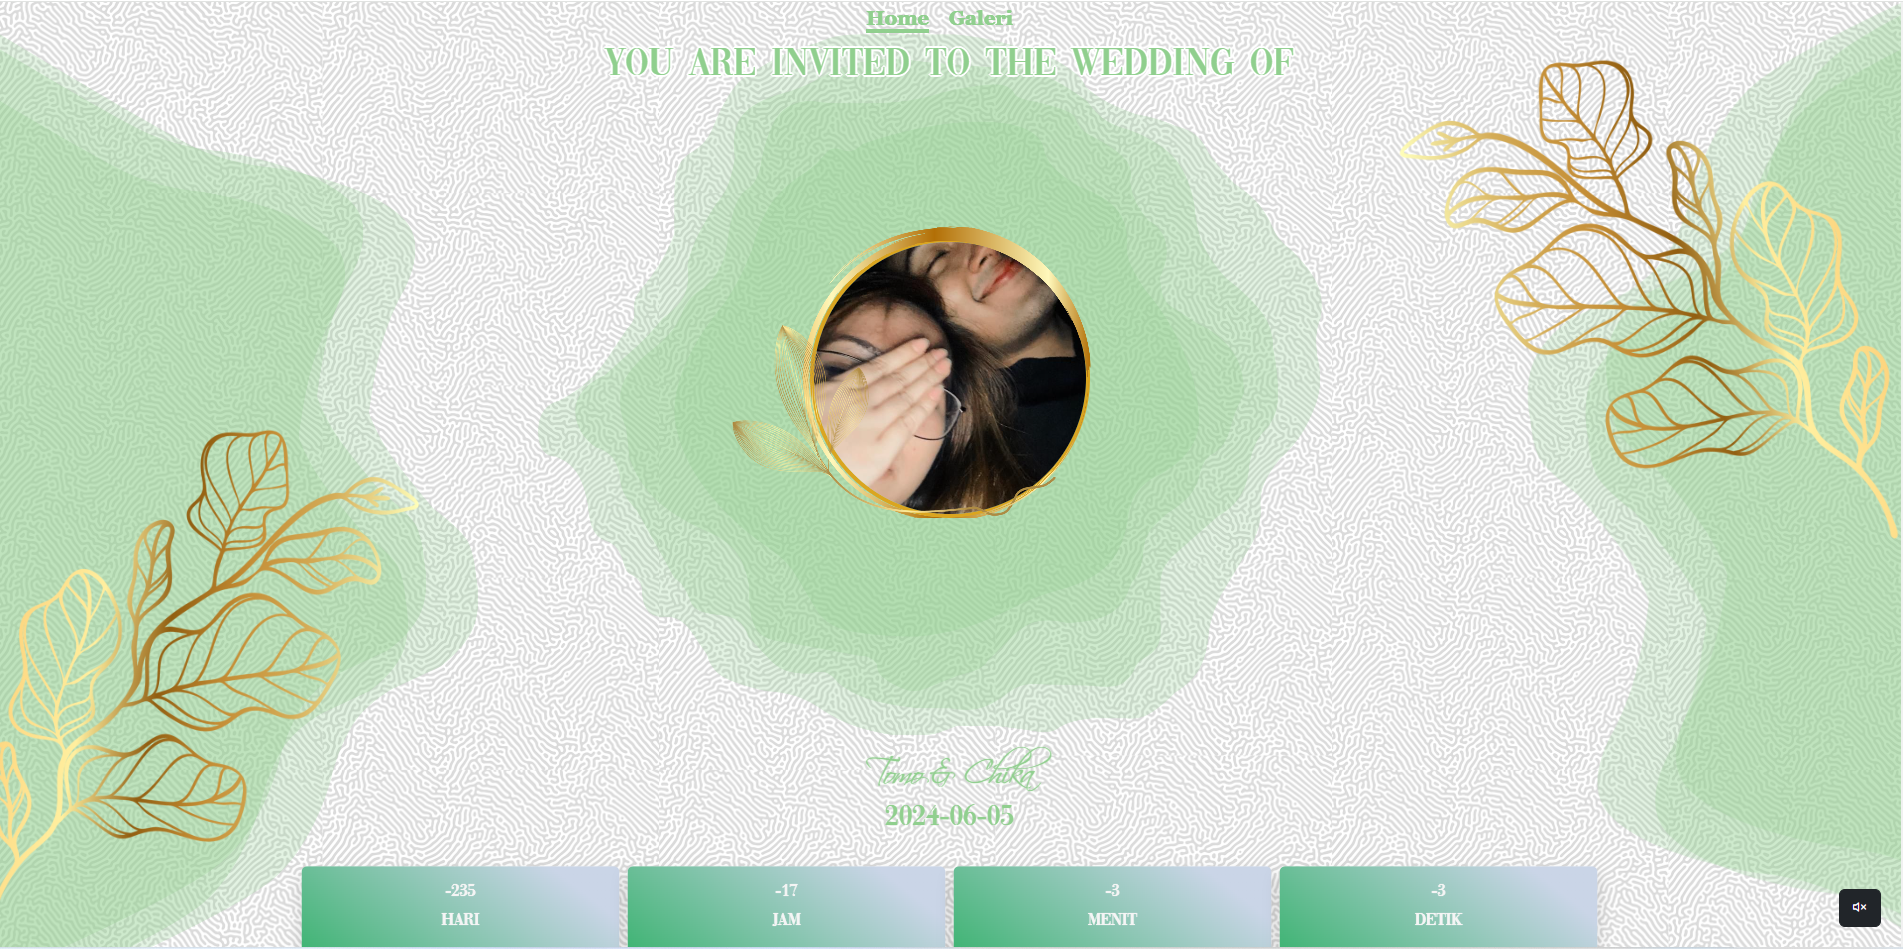 Home Galeri
YOU ARE INVITED TO THE WEDDING OF
Tomo & Chika
2024-06-05
-235 -17 -3 -3
HARI JAM MENIT DETIK